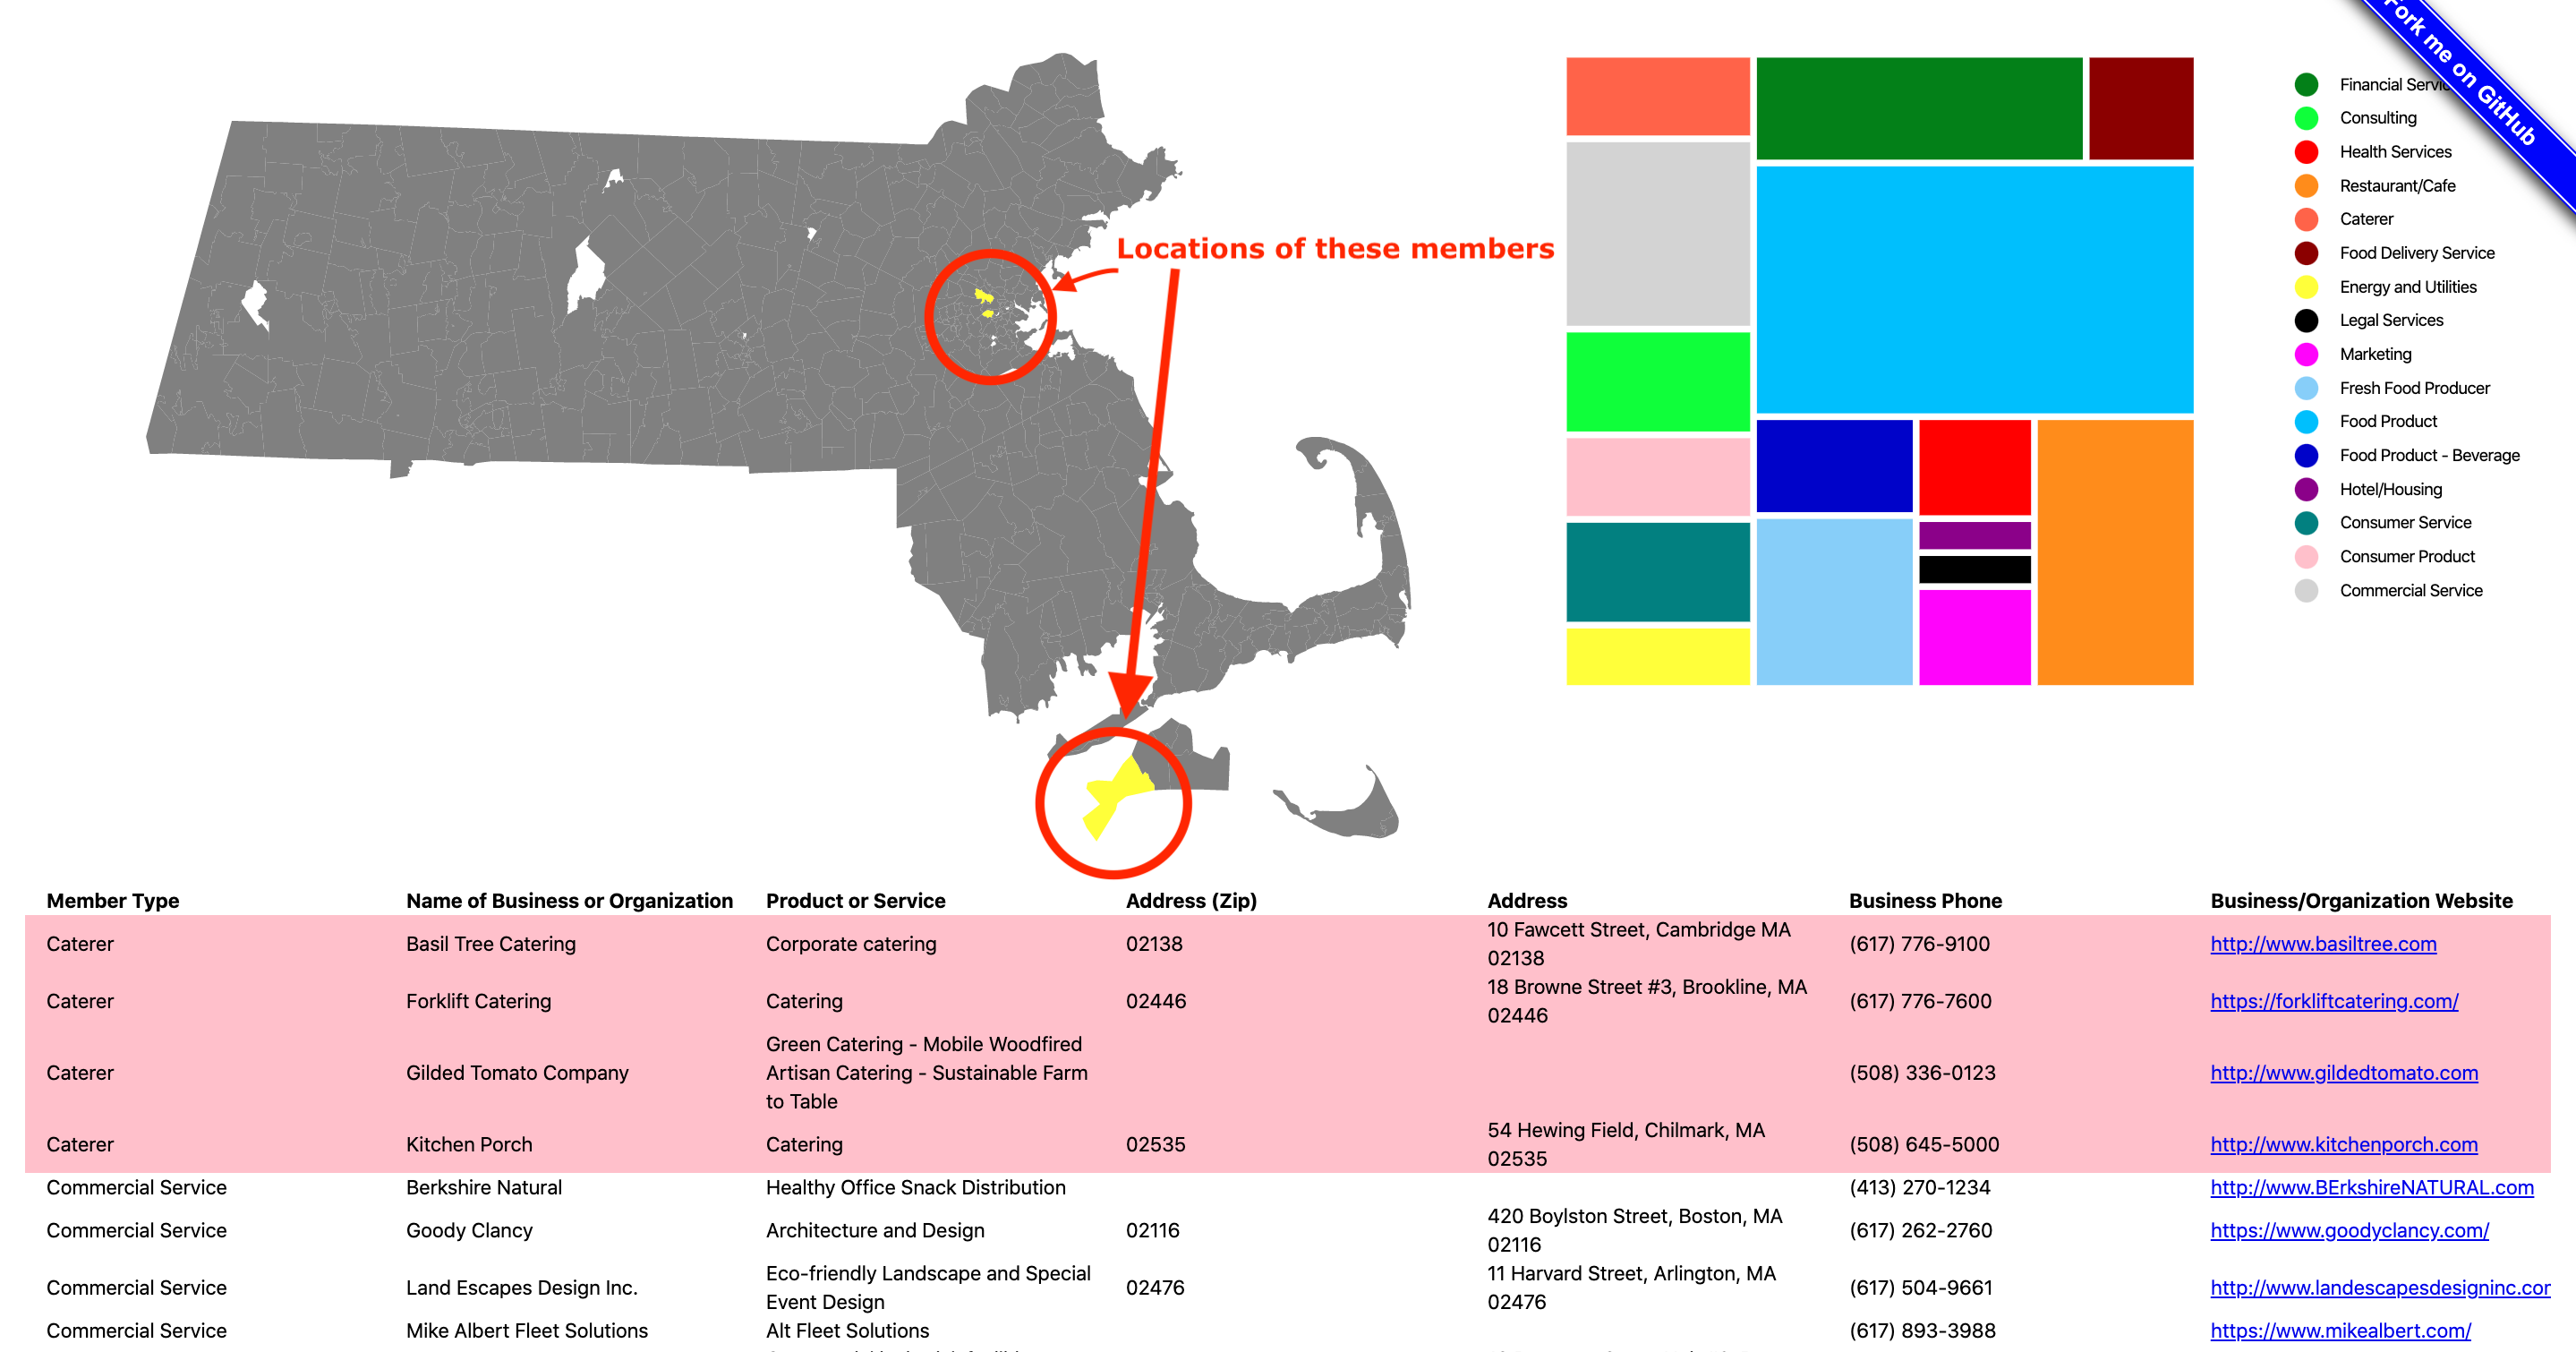 Fork me on GitHub
Locations of these members
Financial Servic
Consulting
Health Services
Restaurant/Cafe
Caterer
Food Delivery Service
Energy and Utilities
Legal Services
Marketing
Fresh Food Producer
Food Product
Food Product - Beverage
Hotel/Housing
Consumer Service
Consumer Product
Commercial Service
Member Type Name of Business or Organization Product or Service Address (Zip) Address Business Phone Business/Organization Website
Caterer Basil Tree Catering Corporate catering 02138 10 Fawcett Street, Cambridge MA 02138 (617) 776-9100 http://www.basiltree.com
Caterer Forklift Catering Catering 02446 18 Browne Street #3, Brookline, MA 02446 (617) 776-7600 https://forkliftcatering.com/
Caterer Gilded Tomato Company Green Catering - Mobile Woodfired Artisan Catering - Sustainable Farm to Table (508) 336-0123 http://www.gildedtomato.com
Caterer Kitchen Porch Catering 02535 54 Hewing Field, Chilmark, MA 02535 (508) 645-5000 http://www.kitchenporch.com
Commercial Service Berkshire Natural Healthy Office Snack Distribution (413) 270-1234 http://www.BErkshireNATURAL.com
Commercial Service Goody Clancy Architecture and Design 02116 420 Boylston Street, Boston, MA 02116 (617) 262-2760 https://www.goodyclancy.com/
Commercial Service Land Escapes Design Inc. Eco-friendly Landscape and Special Event Design 02476 11 Harvard Street, Arlington, MA 02476 (617) 504-9661 http://www.landescapesdesigninc.cor
Commercial Service Mike Albert Fleet Solutions Alt Fleet Solutions (617) 893-3988 https://www.mikealbert.com/